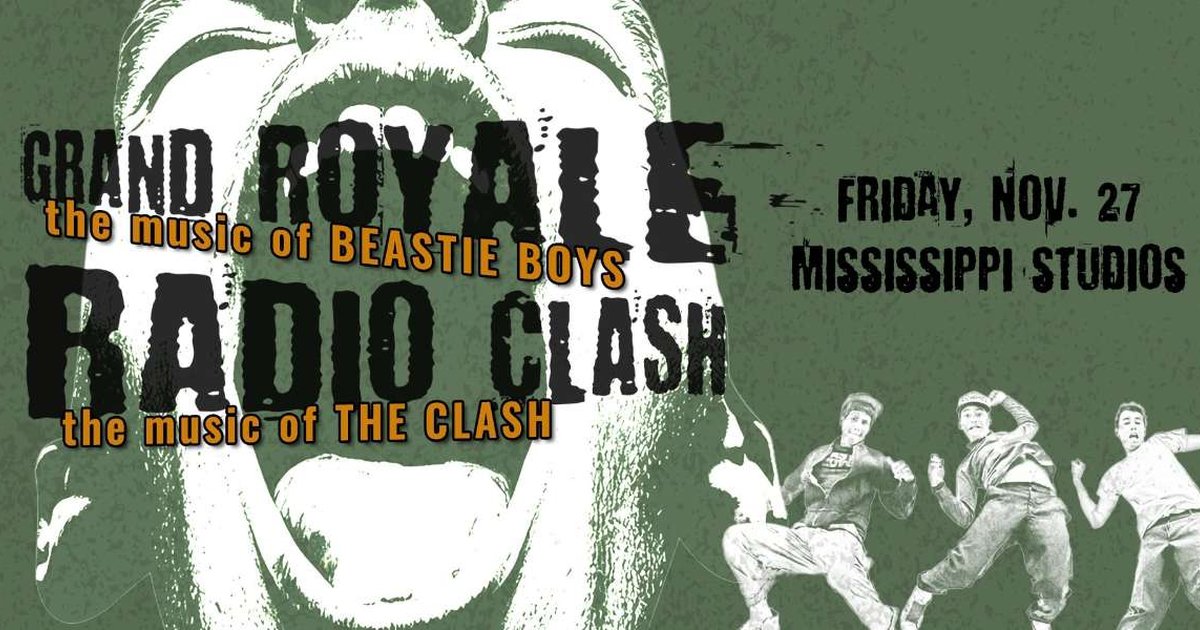 GRAND ROYALE
the music of BEASTIE BOYS
RADIO CLASH
the music of THE CLASH
FRIDAY, NOV. 27
MISSISSIPPI STUDIOS